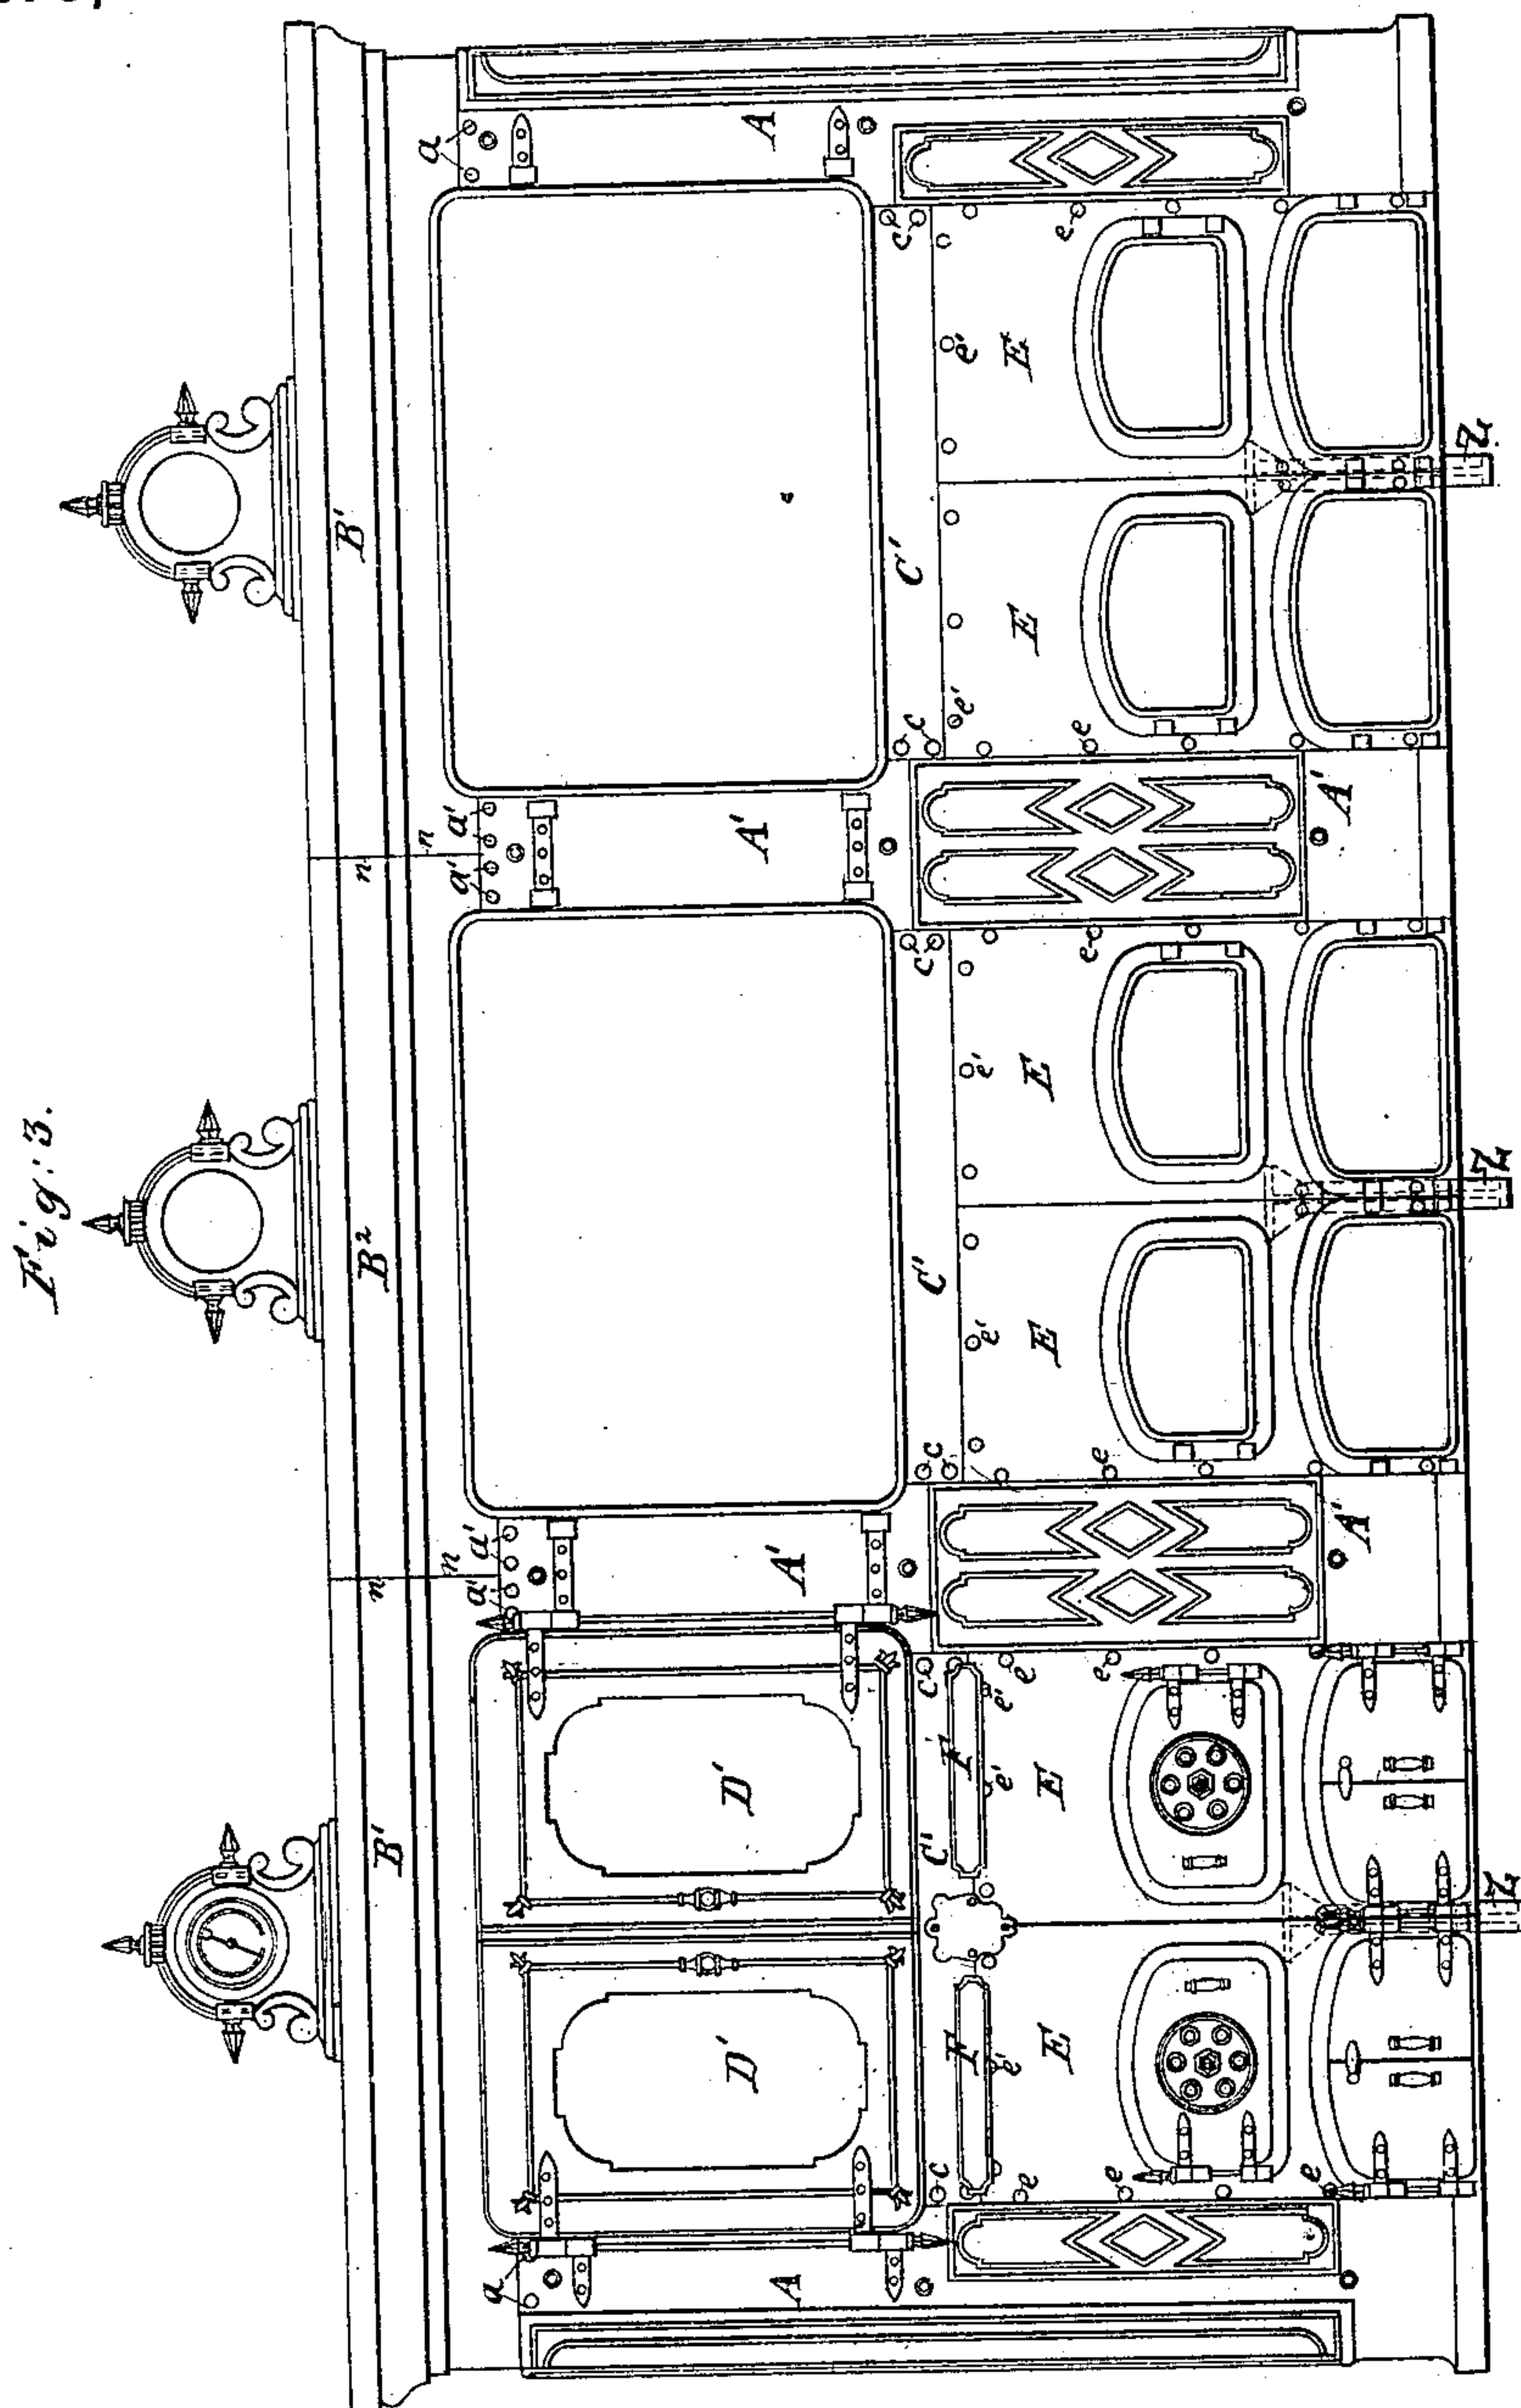 Fig: 3.
B' B² B'
n n
n n
a a' a' a' a' a
A D' D' A' A' A
c C' c c C' c c C' c
F F
e' e' e' e' e' e' e'
E E E E E E
e e e e e e e
e
A' A'
Z Z Z